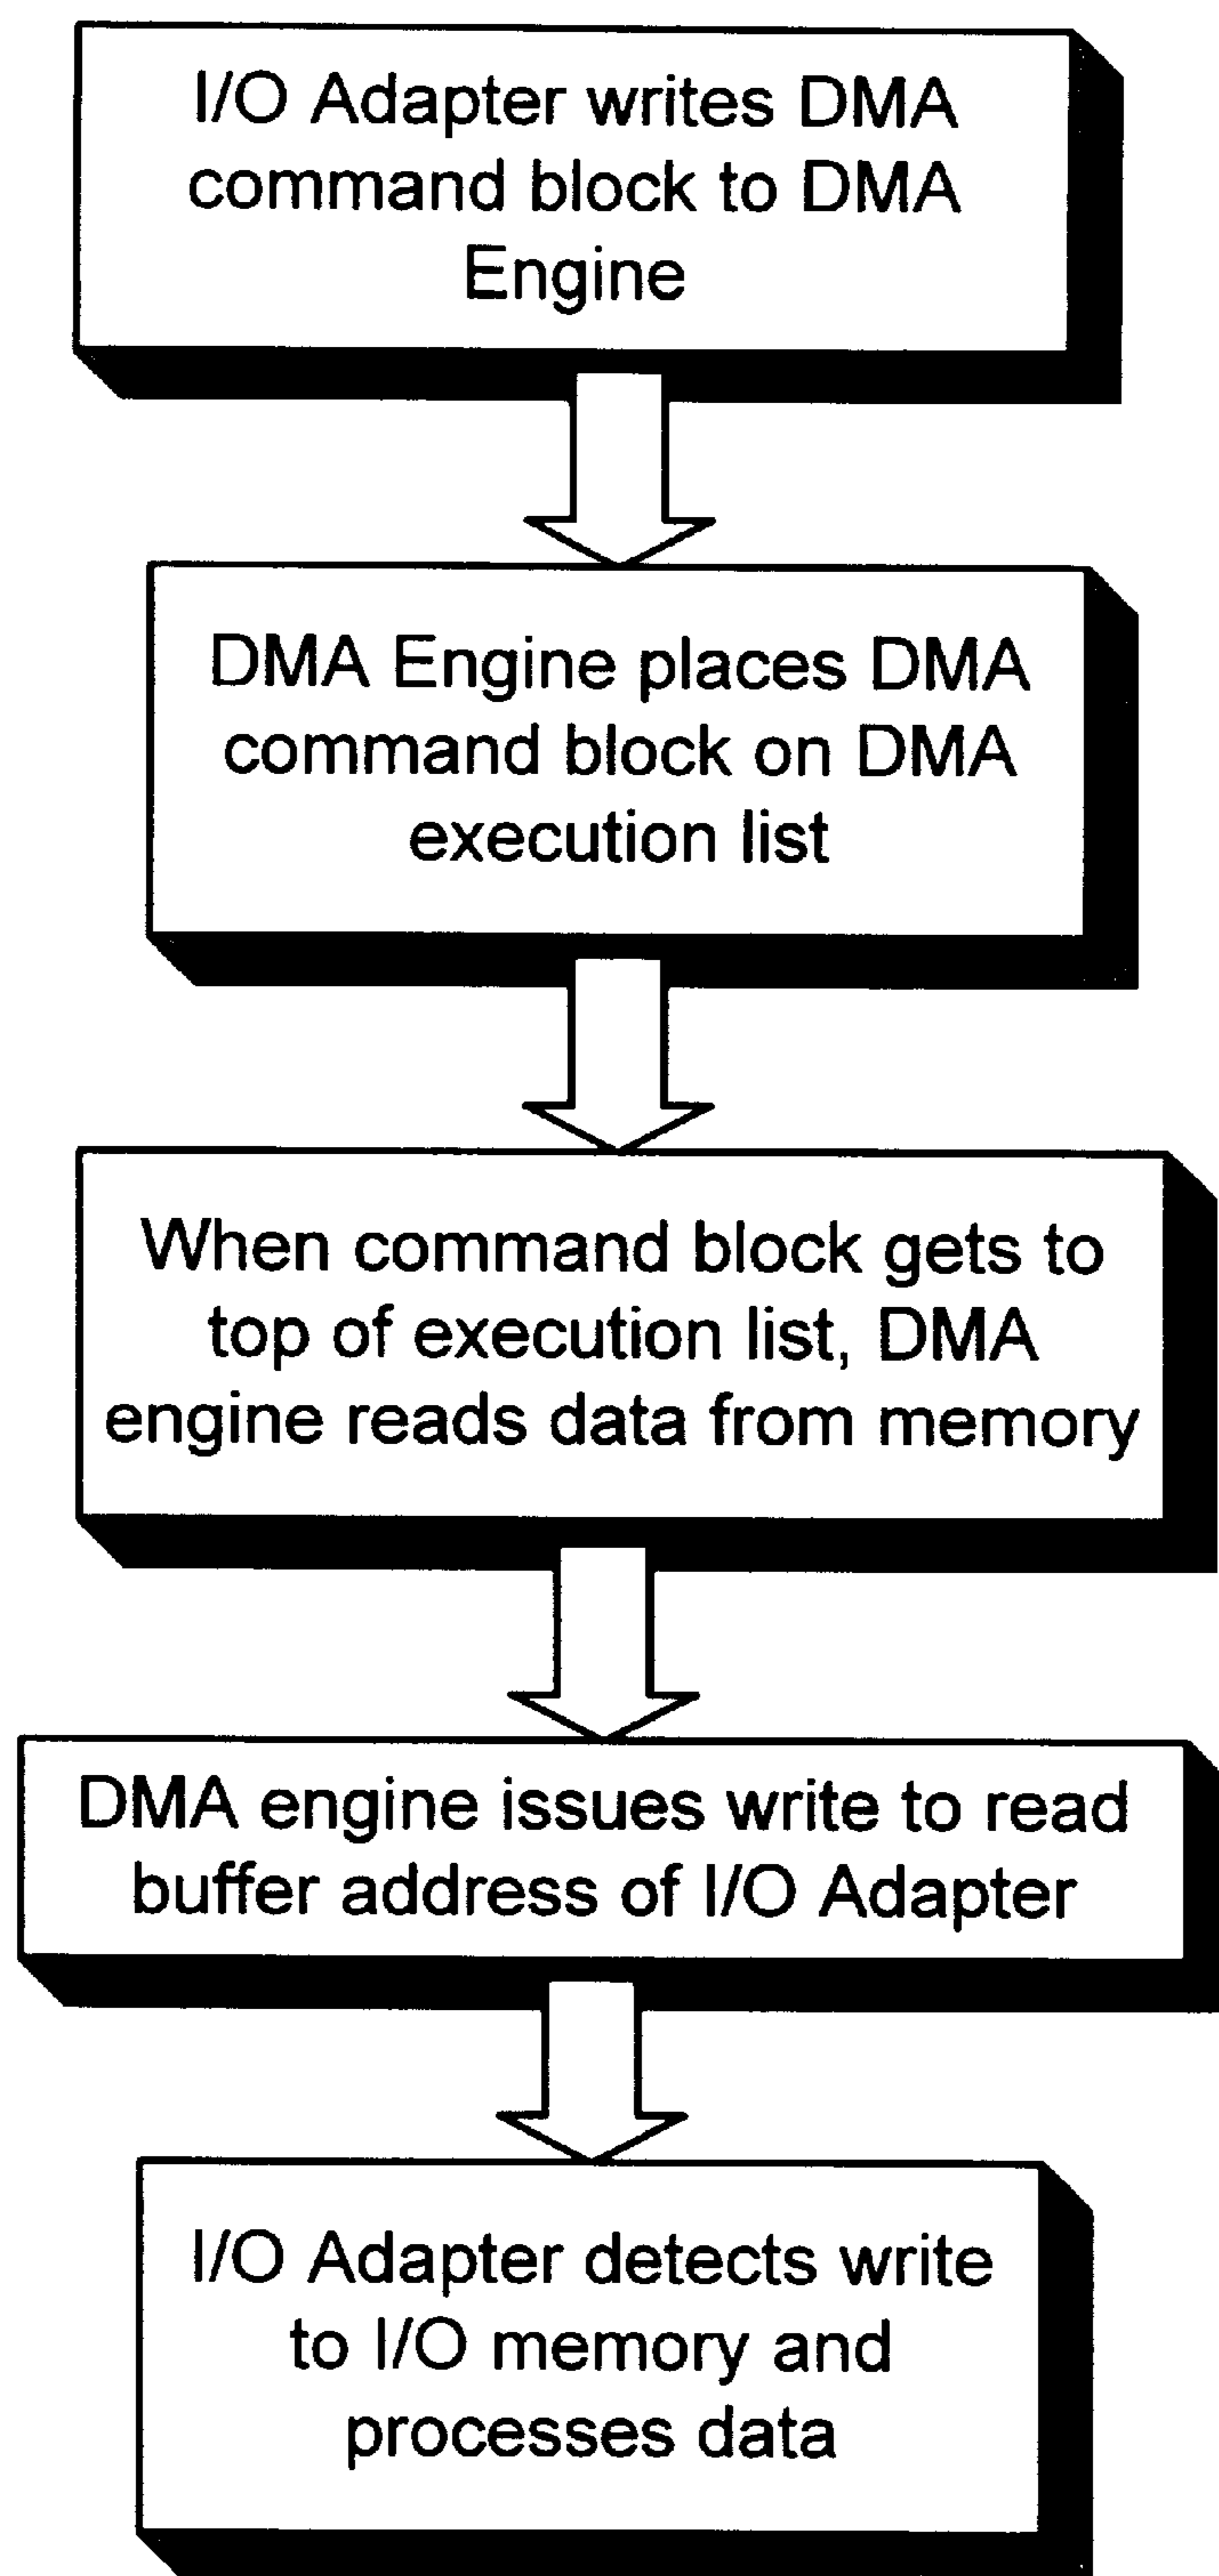 I/O Adapter writes DMA
command block to DMA
Engine
DMA Engine places DMA
command block on DMA
execution list
When command block gets to
top of execution list, DMA
engine reads data from memory
DMA engine issues write to read
buffer address of I/O Adapter
I/O Adapter detects write
to I/O memory and
processes data